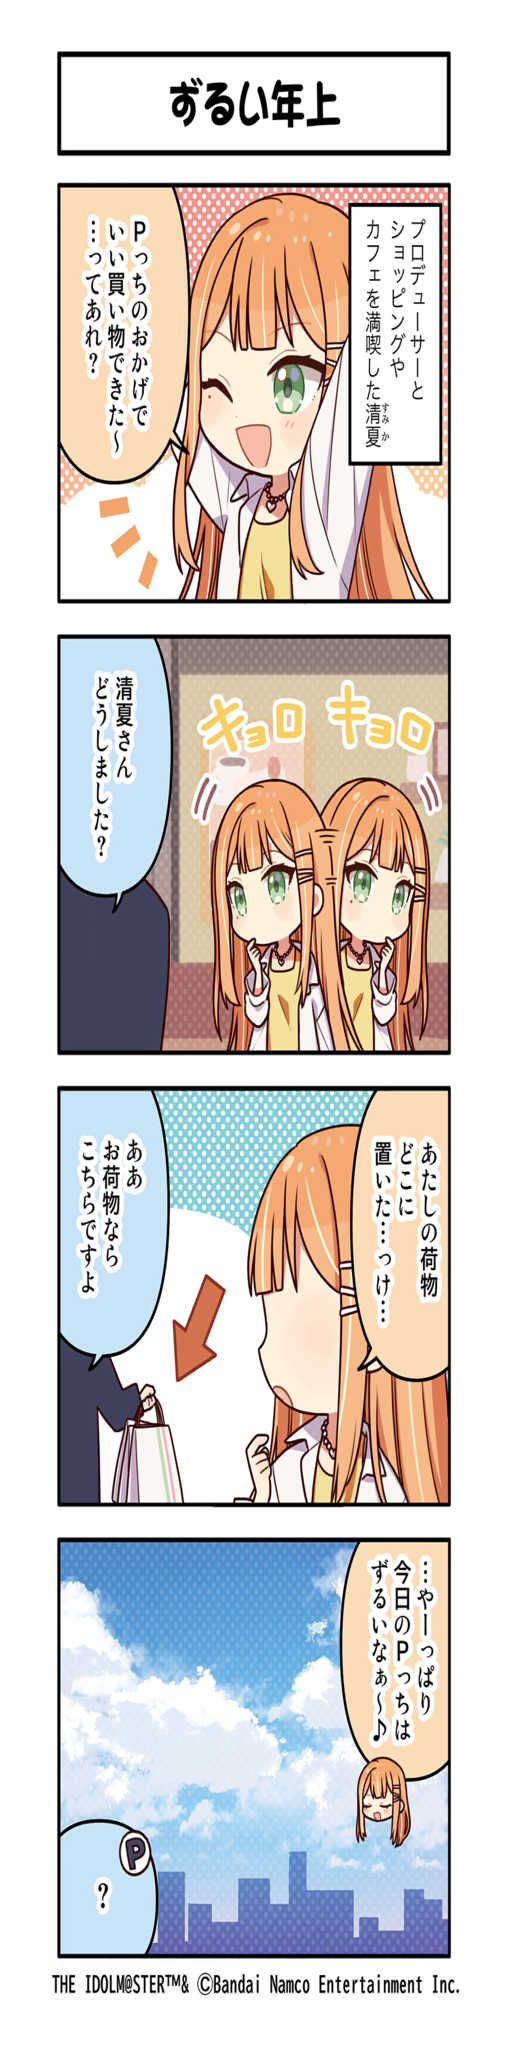 ずるい年上
プロデューサーと
ショッピングや
カフェを満喫した清夏
すみか
Pっちのおかげで
いい買い物できた～
…ってあれ？
キョロ キョロ
清夏さん
どうしました？
あたしの荷物
どこに
置いた…っけ…
ああ
お荷物なら
こちらですよ
…やーっぱり
今日のPっちは
ずるいなぁ～♪
P
？
THE IDOLM@STER™& ©Bandai Namco Entertainment Inc.